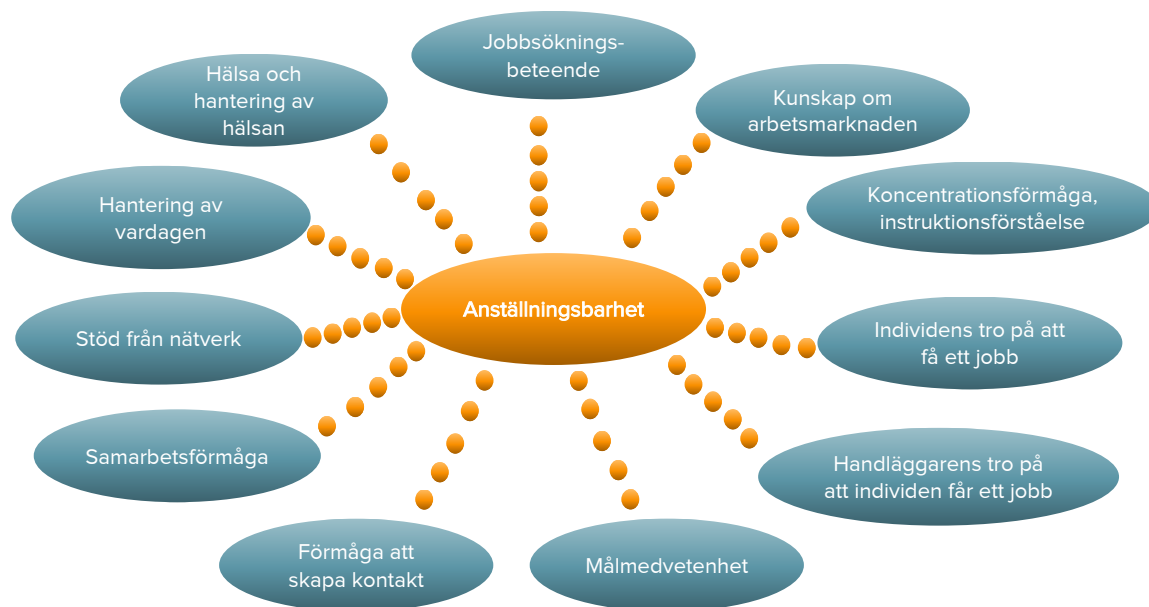 Jobbsöknings-
beteende
Hälsa och
hantering av
hälsan
Kunskap om
arbetsmarknaden
Hantering av
vardagen
Koncentrationsförmåga,
instruktionsförståelse
Anställningsbarhet
Stöd från nätverk
Individens tro på att
få ett jobb
Samarbetsförmåga
Handläggarens tro på
att individen får ett jobb
Förmåga att
skapa kontakt
Målmedvetenhet